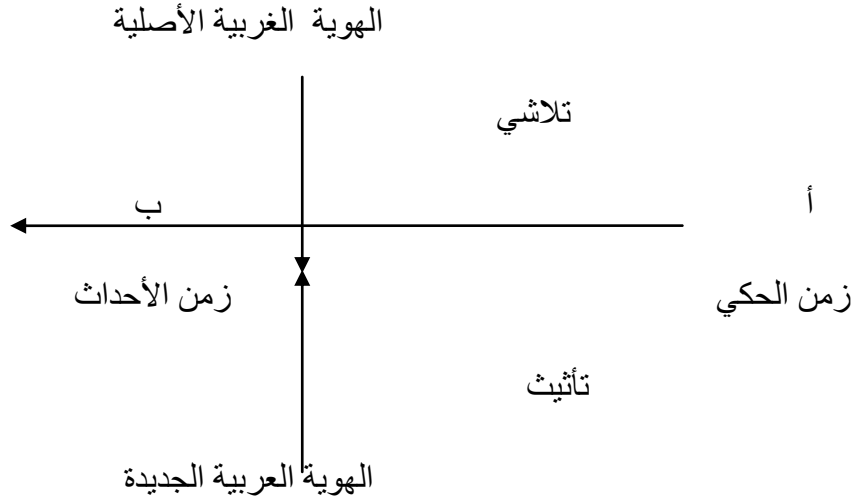 الهوية الغربية الأصلية
تلاشي
أ
ب
زمن الحكي
زمن الأحداث
تأثيث
الهوية العربية الجديدة